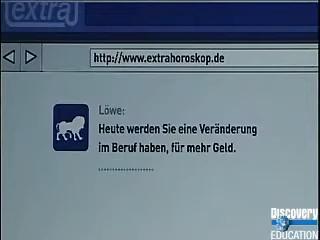 extra
http://www.extrahoroskop.de
Löwe:
Heute werden Sie eine Veränderung
im Beruf haben, für mehr Geld.
Discovery
EDUCATION